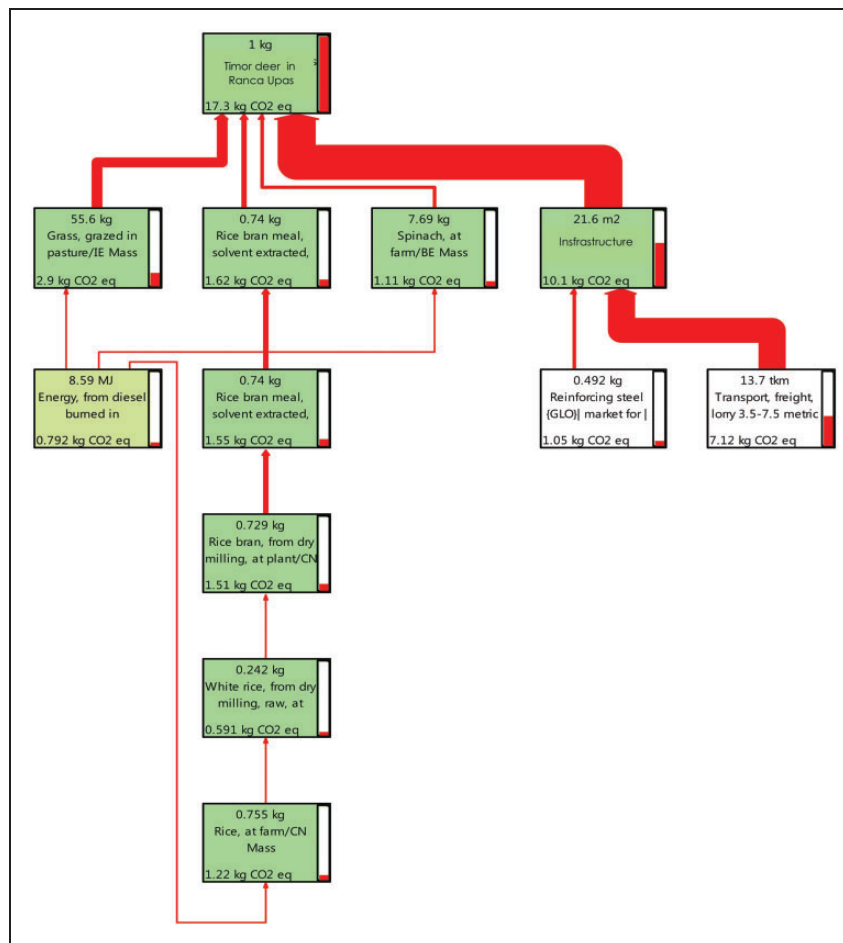 1 kg
Timor deer in
Ranca Upas
s
17.3 kg CO2 eq
55.6 kg
Grass, grazed in
pasture/IE Mass
2.9 kg CO2 eq
0.74 kg
Rice bran meal,
solvent extracted,
1.62 kg CO2 eq
7.69 kg
Spinach, at
farm/BE Mass
1.11 kg CO2 eq
21.6 m2
Insfrastructure
10.1 kg CO2 eq
8.59 MJ
Energy, from diesel
burned in
0.792 kg CO2 eq
0.74 kg
Rice bran meal,
solvent extracted,
1.55 kg CO2 eq
0.492 kg
Reinforcing steel
{GLO}| market for |
1.05 kg CO2 eq
13.7 tkm
Transport, freight,
lorry 3.5-7.5 metric
7.12 kg CO2 eq
0.729 kg
Rice bran, from dry
milling, at plant/CN
1.51 kg CO2 eq
0.242 kg
White rice, from dry
milling, raw, at
0.591 kg CO2 eq
0.755 kg
Rice, at farm/CN
Mass
1.22 kg CO2 eq